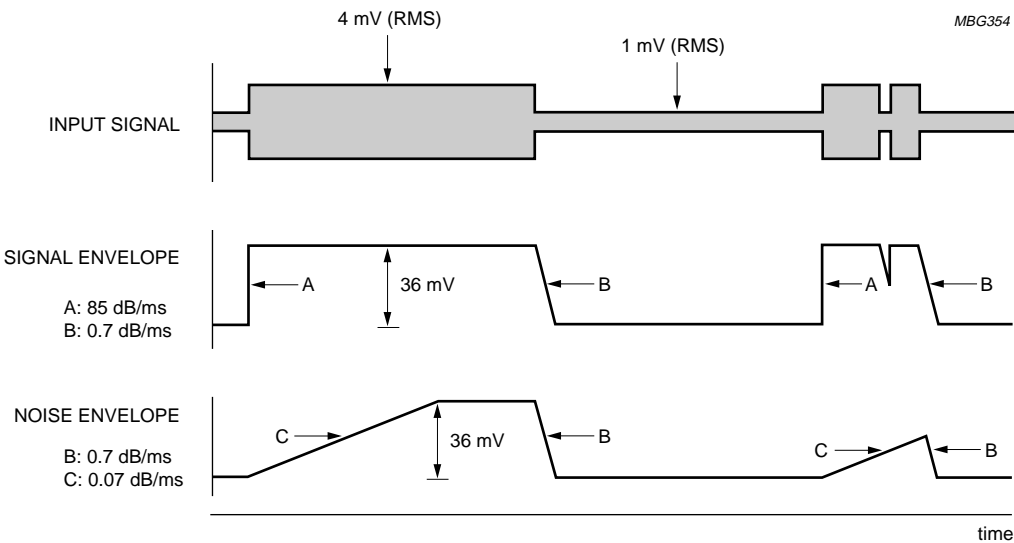 4 mV (RMS)
MBG354
1 mV (RMS)
INPUT SIGNAL
SIGNAL ENVELOPE
A: 85 dB/ms
B: 0.7 dB/ms
A
36 mV
B
A
B
NOISE ENVELOPE
B: 0.7 dB/ms
C: 0.07 dB/ms
C
36 mV
B
C
B
time